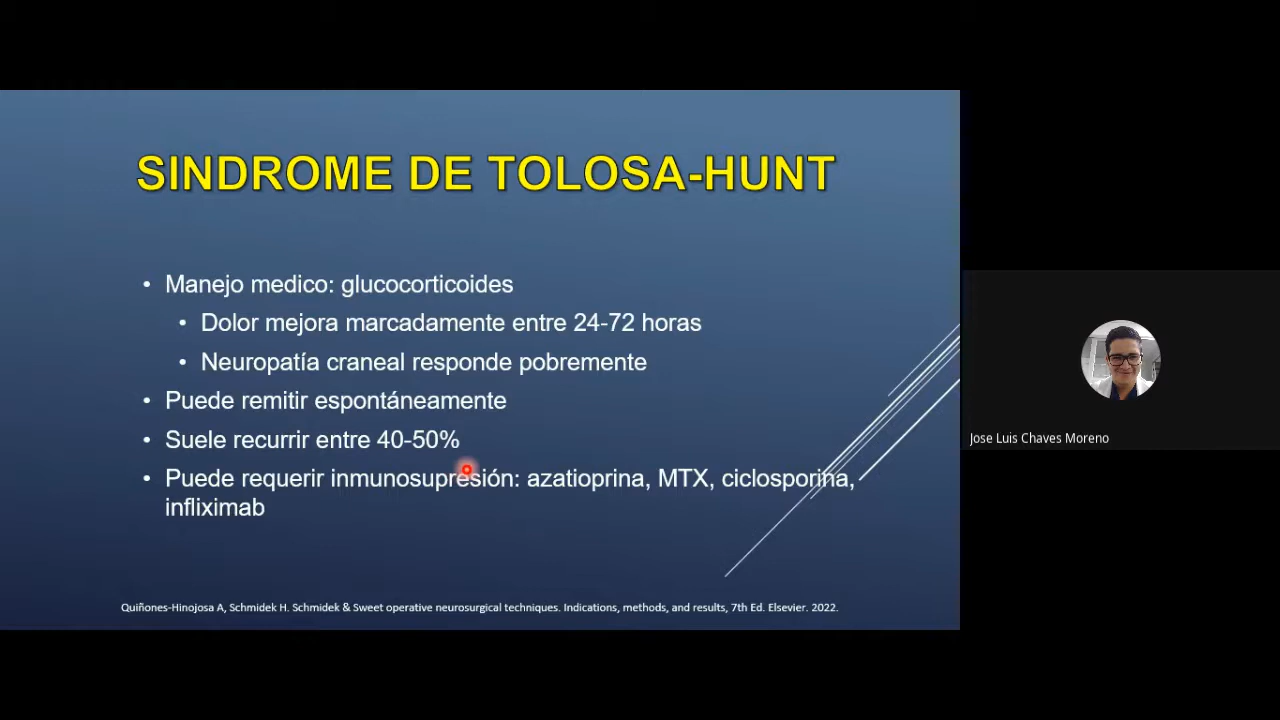 SINDROME DE TOLOSA-HUNT
• Manejo medico: glucocorticoides
• Dolor mejora marcadamente entre 24-72 horas
• Neuropatía craneal responde pobremente
• Puede remitir espontáneamente
• Suele recurrir entre 40-50%
• Puede requerir inmunosupresión: azatioprina, MTX, ciclosporina,
infliximab
Quiñones-Hinojosa A, Schmidek H. Schmidek & Sweet operative neurosurgical techniques. Indications, methods, and results, 7th Ed. Elsevier. 2022.
Jose Luis Chaves Moreno